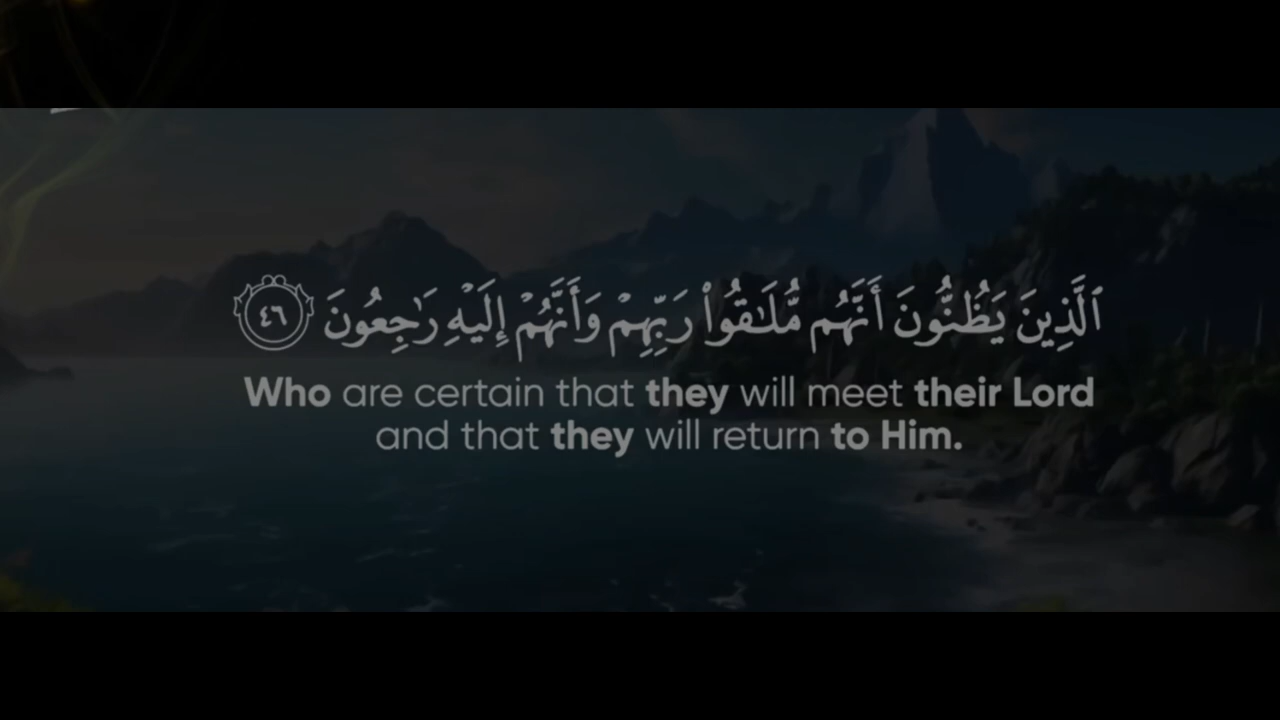 ٱلَّذِينَ يَظُنُّونَ أَنَّهُم مُّلَٰقُوا۟ رَبِّهِمْ وَأَنَّهُمْ إِلَيْهِ رَٰجِعُونَ ٤٦
Who are certain that they will meet their Lord
and that they will return to Him.